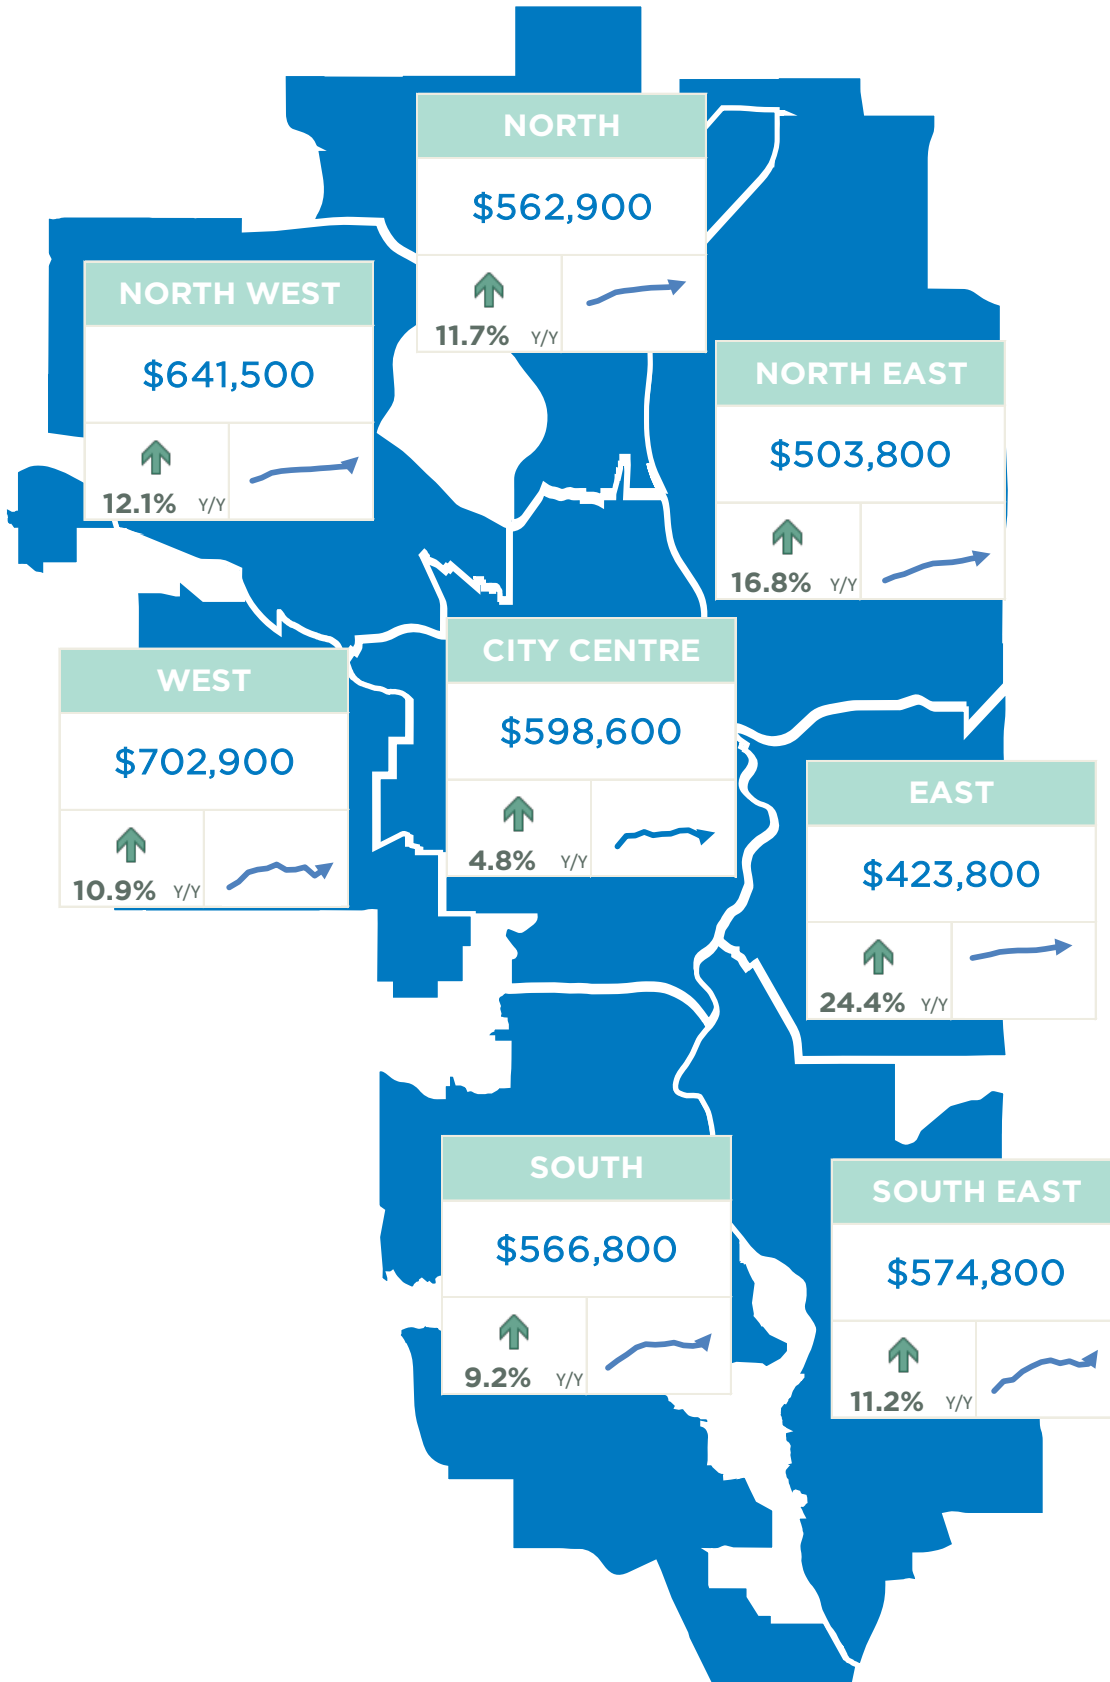 NORTH
$562,900
11.7% Y/Y
NORTH WEST
$641,500
12.1% Y/Y
NORTH EAST
$503,800
16.8% Y/Y
CITY CENTRE
$598,600
4.8% Y/Y
WEST
$702,900
10.9% Y/Y
EAST
$423,800
24.4% Y/Y
SOUTH
$566,800
9.2% Y/Y
SOUTH EAST
$574,800
11.2% Y/Y